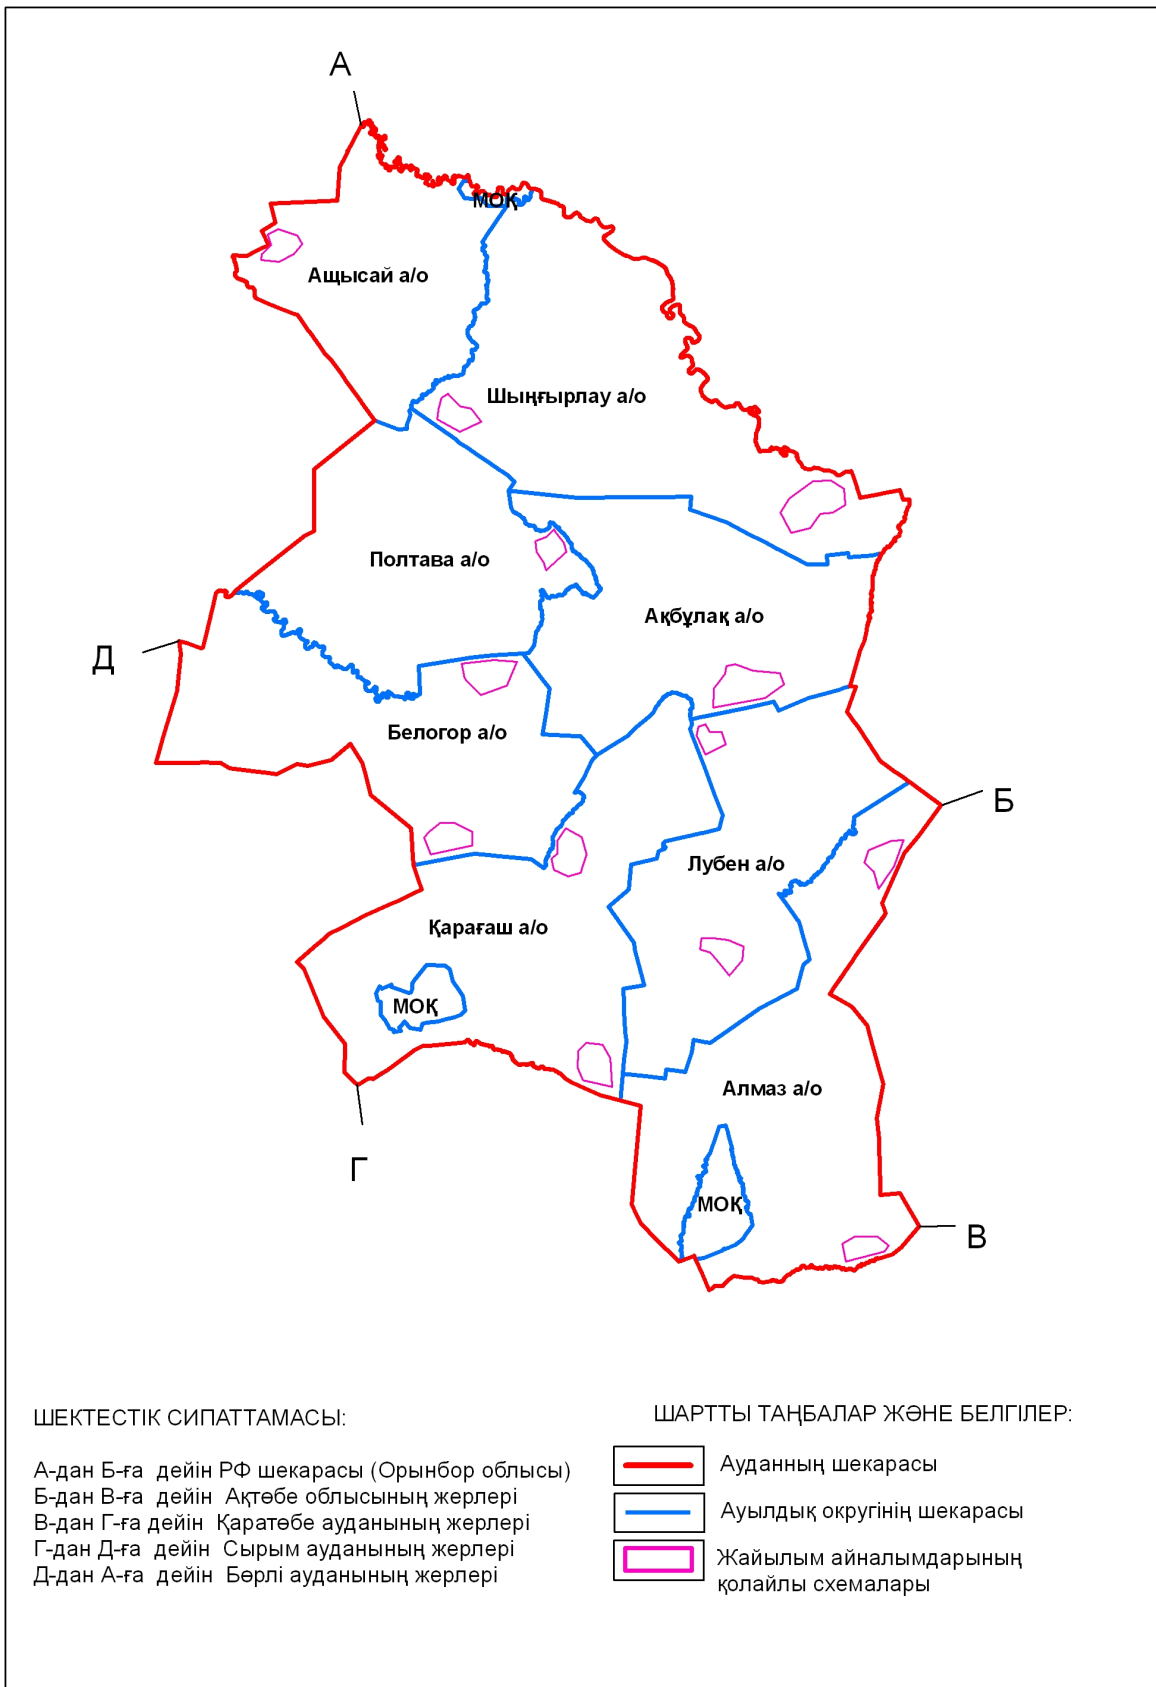 А
МОҚ
Ащысай а/о
Шыңғырлау а/о
Полтава а/о
Ақбұлақ а/о
Д
Белогор а/о
Б
Лубен а/о
Қарағаш а/о
МОҚ
Алмаз а/о
Г
МОҚ
В
ШЕКТЕСТІК СИПАТТАМАСЫ:
А-дан Б-ға дейін РФ шекарасы (Орынбор облысы)
Б-дан В-ға дейін Ақтөбе облысының жерлері
В-дан Г-ға дейін Қаратөбе ауданының жерлері
Г-дан Д-ға дейін Сырым ауданының жерлері
Д-дан А-ға дейін Бөрлі ауданының жерлері
ШАРТТЫ ТАҢБАЛАР ЖӘНЕ БЕЛГІЛЕР:
Ауданның шекарасы
Ауылдық округінің шекарасы
Жайылым айналымдарының
қолайлы схемалары